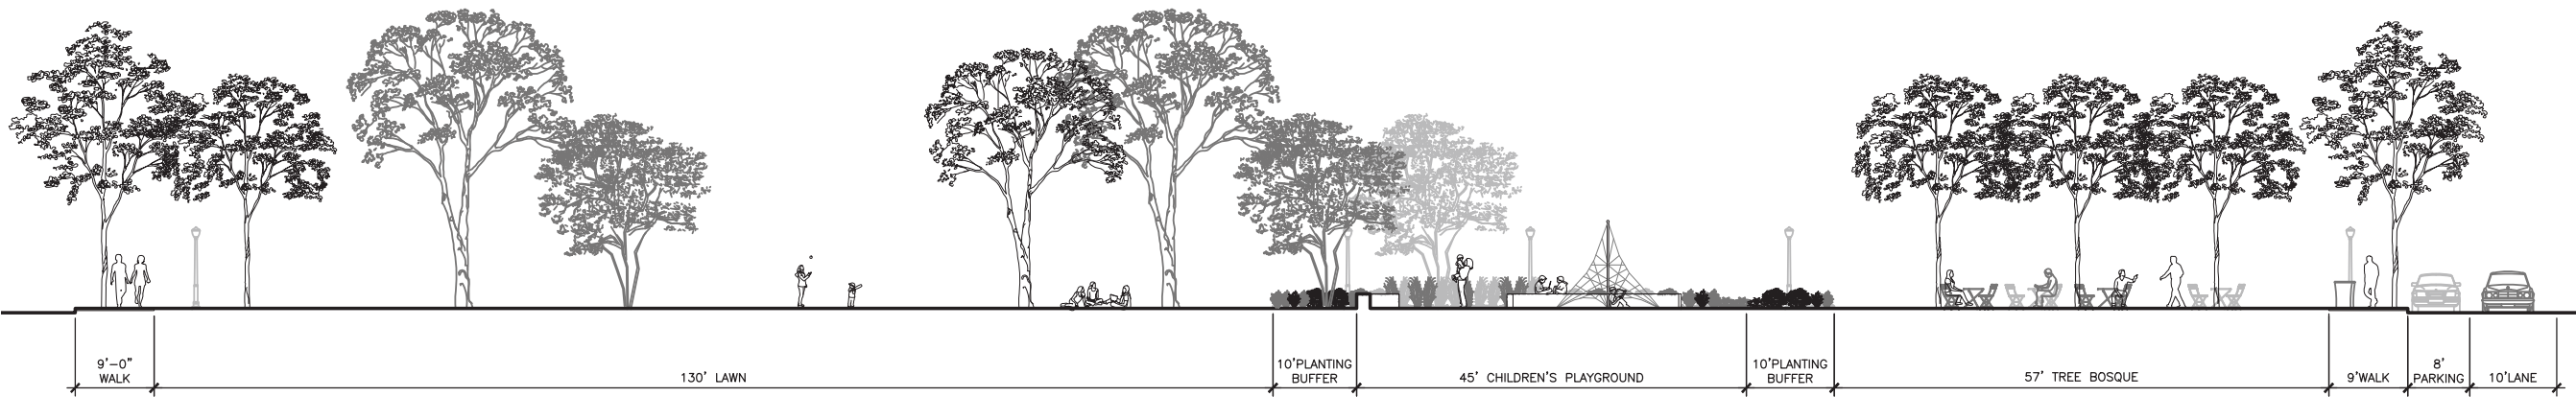 9'-0"
WALK
130' LAWN
10'PLANTING
BUFFER
45' CHILDREN'S PLAYGROUND
10'PLANTING
BUFFER
57' TREE BOSQUE
9'WALK
8'
PARKING
10'LANE